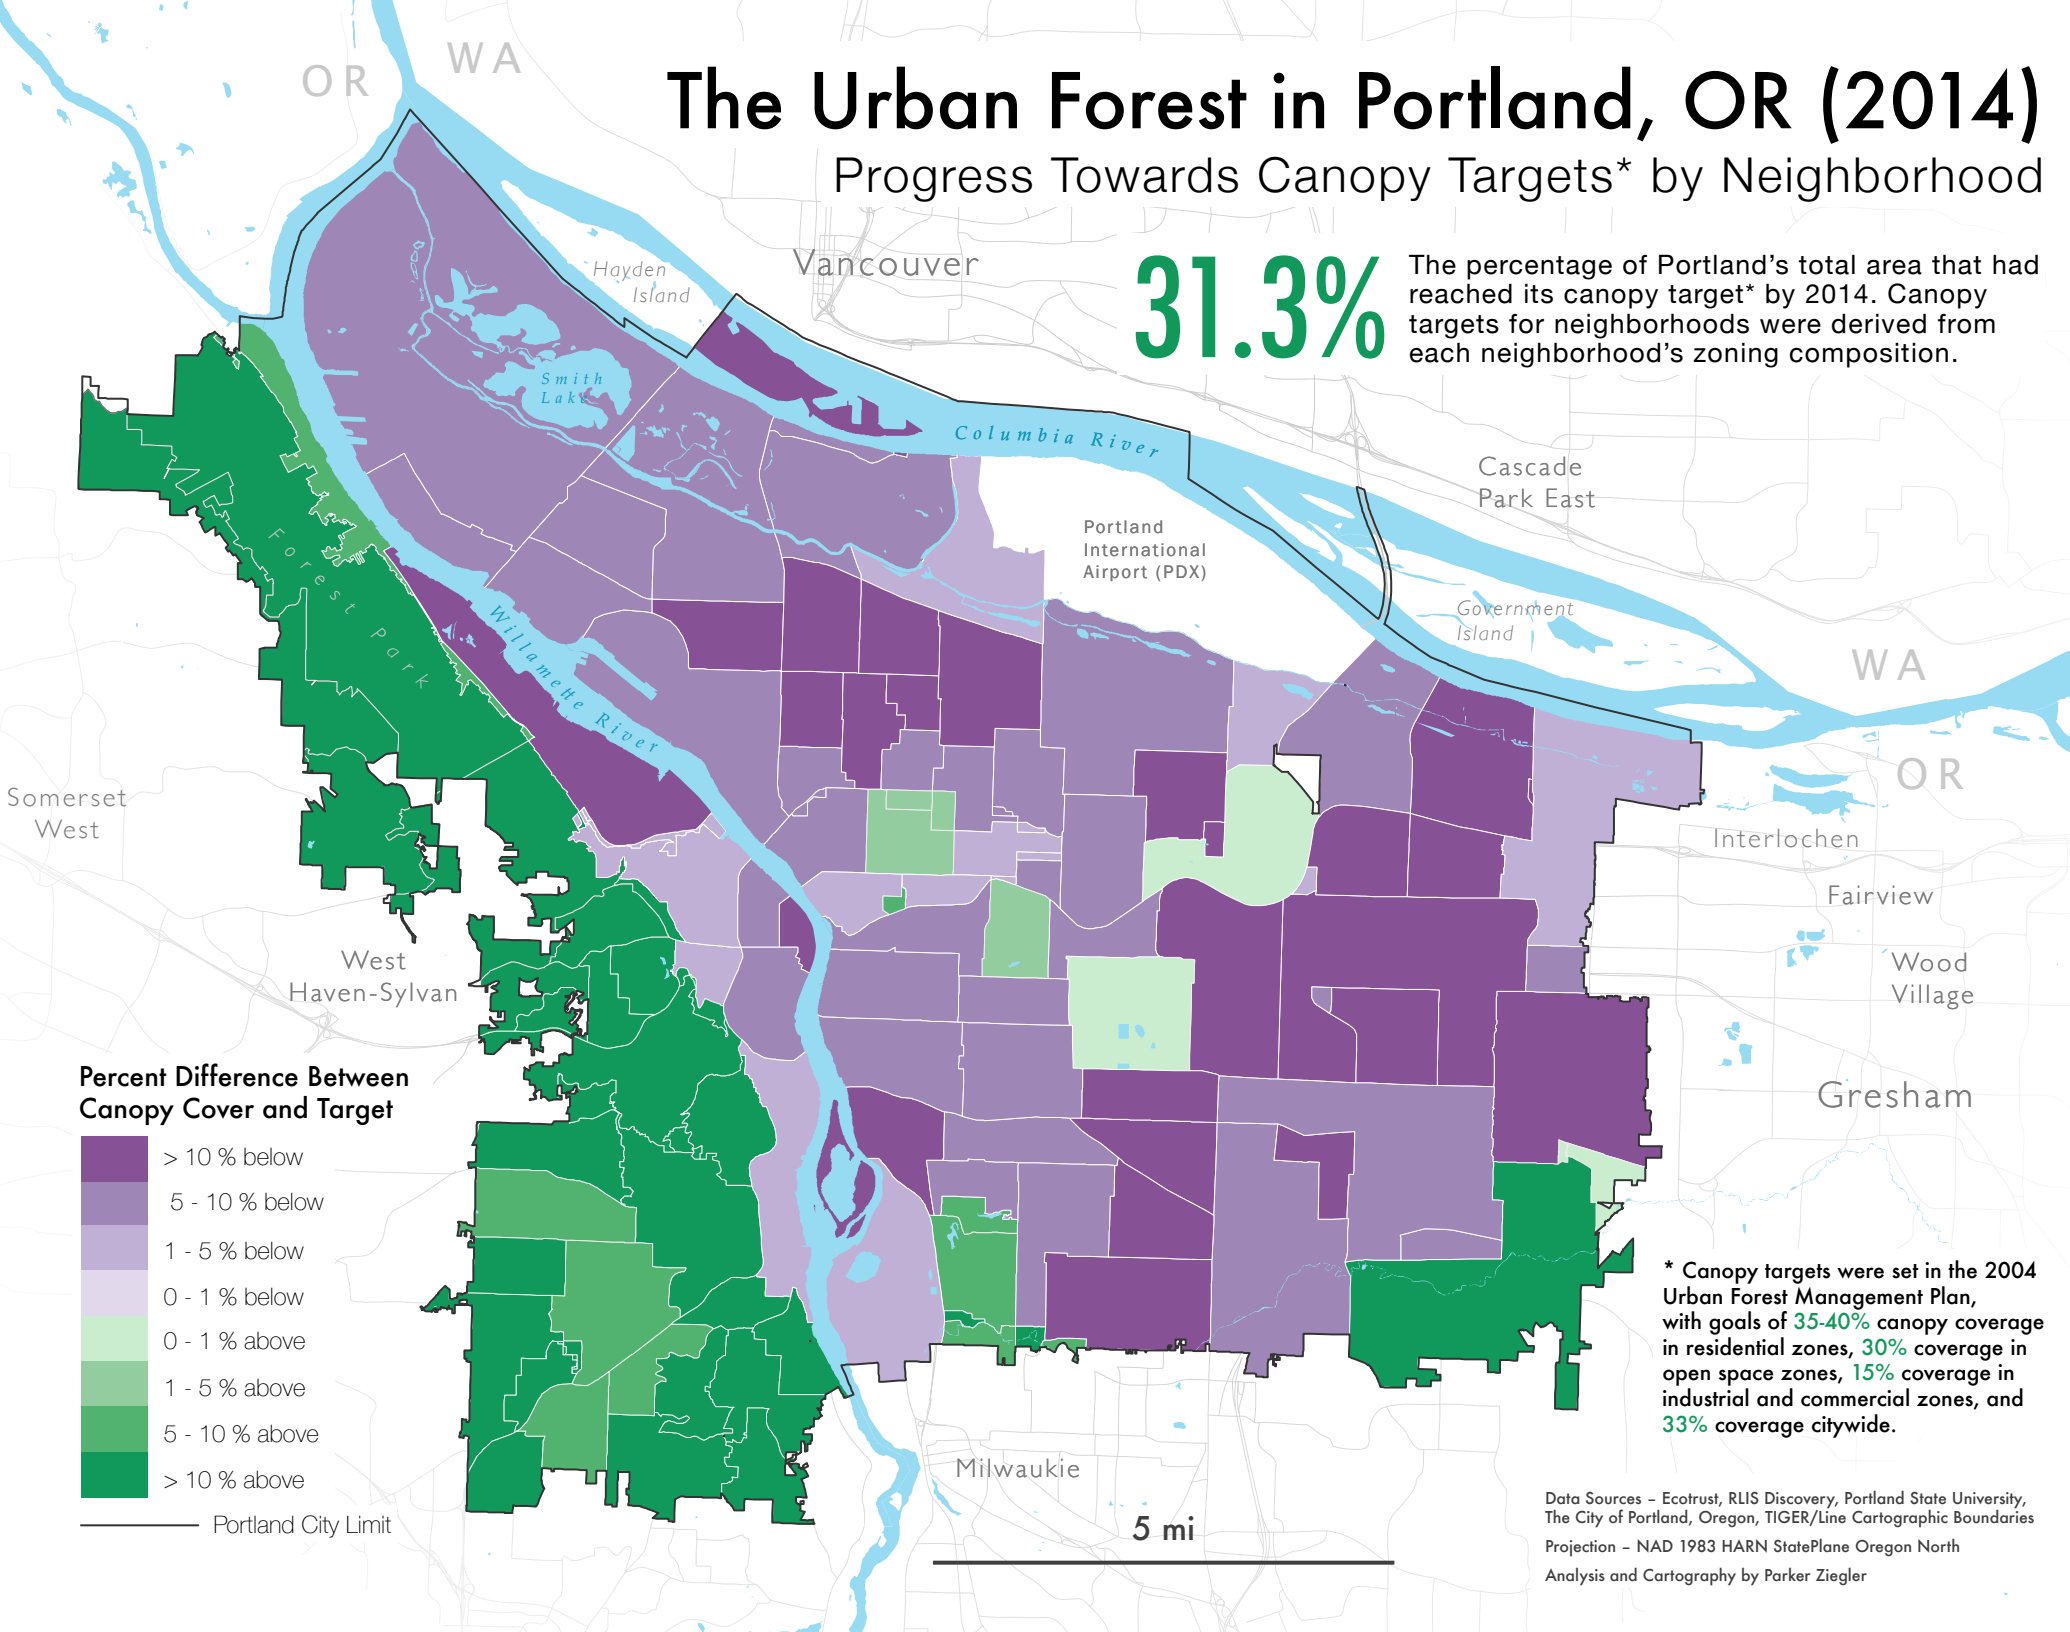 The Urban Forest in Portland, OR (2014)
Progress Towards Canopy Targets* by Neighborhood
31.3%
The percentage of Portland's total area that had
reached its canopy target* by 2014. Canopy
targets for neighborhoods were derived from
each neighborhood's zoning composition.
OR
WA
Hayden
Island
Vancouver
Smith
Lake
Columbia River
Cascade
Park East
Portland
International
Airport (PDX)
Government
Island
WA
OR
Forest Park
Willamette River
Somerset
West
Interlochen
Fairview
Wood
Village
West
Haven-Sylvan
Gresham
Percent Difference Between
Canopy Cover and Target
> 10 % below
5 - 10 % below
1 - 5 % below
0 - 1 % below
0 - 1 % above
1 - 5 % above
5 - 10 % above
> 10 % above
Portland City Limit
* Canopy targets were set in the 2004
Urban Forest Management Plan,
with goals of 35-40% canopy coverage
in residential zones, 30% coverage in
open space zones, 15% coverage in
industrial and commercial zones, and
33% coverage citywide.
Milwaukie
5 mi
Data Sources – Ecotrust, RLIS Discovery, Portland State University,
The City of Portland, Oregon, TIGER/Line Cartographic Boundaries
Projection – NAD 1983 HARN StatePlane Oregon North
Analysis and Cartography by Parker Ziegler